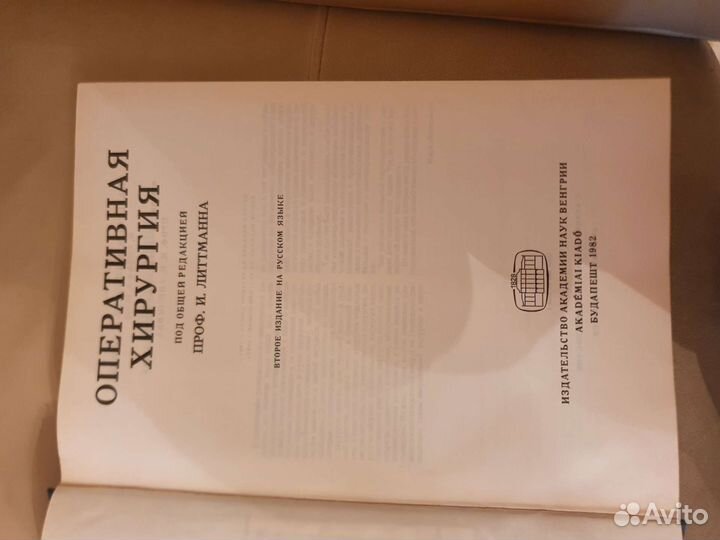 ОПЕРАТИВНАЯ
ХИРУРГИЯ
ПОД ОБЩЕЙ РЕДАКЦИЕЙ
ПРОФ. И. ЛИТТМАННА
ВТОРОЕ ИЗДАНИЕ НА РУССКОМ ЯЗЫКЕ
1828
ИЗДАТЕЛЬСТВО АКАДЕМИИ НАУК ВЕНГРИИ
AKADÉMIAI KIADÓ
БУДАПЕШТ 1982
Avito